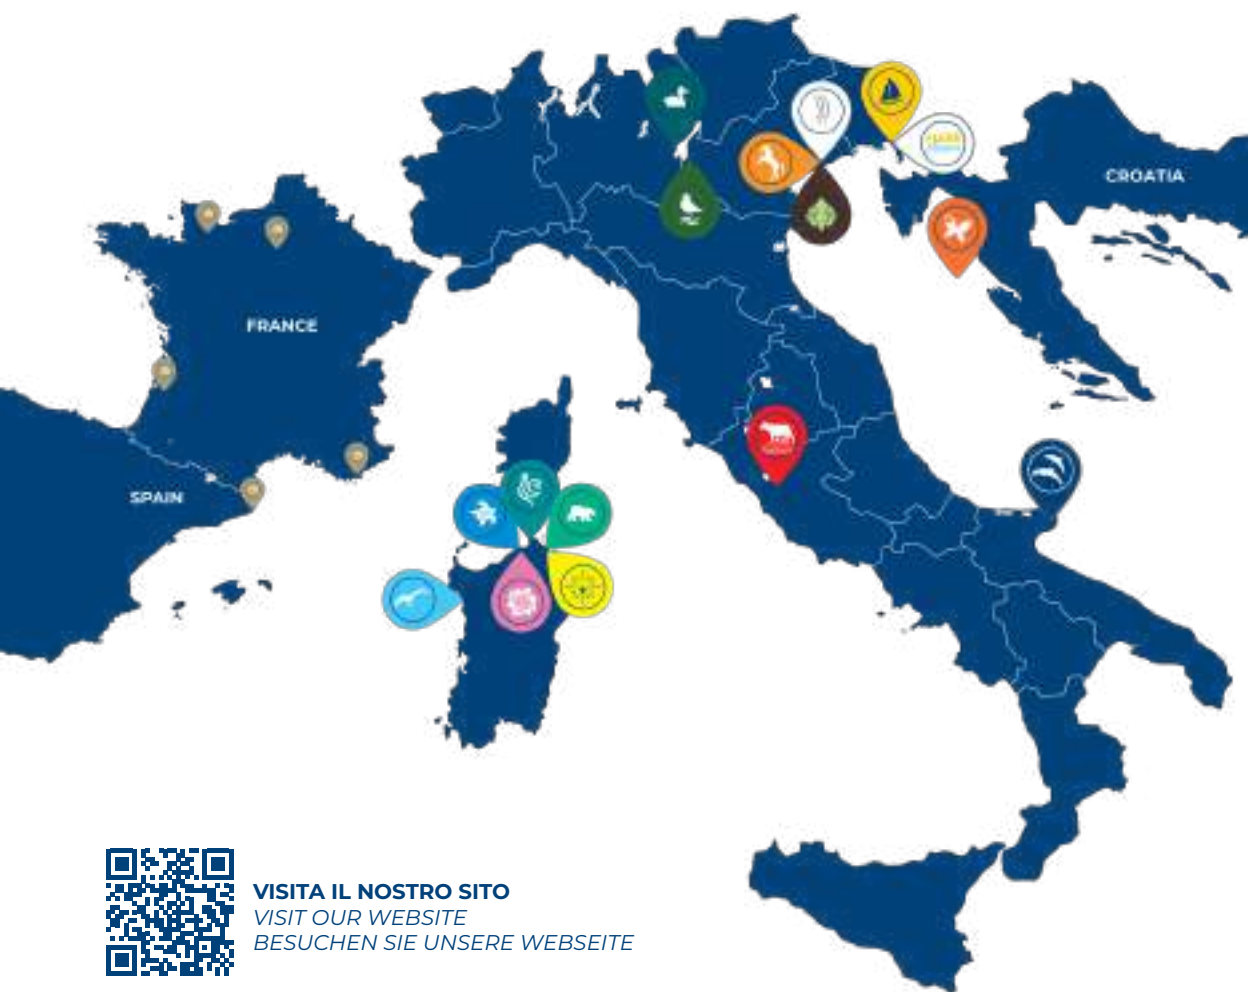 CROATIA
FRANCE
SPAIN
VISITA IL NOSTRO SITO
VISIT OUR WEBSITE
BESUCHEN SIE UNSERE WEBSEITE